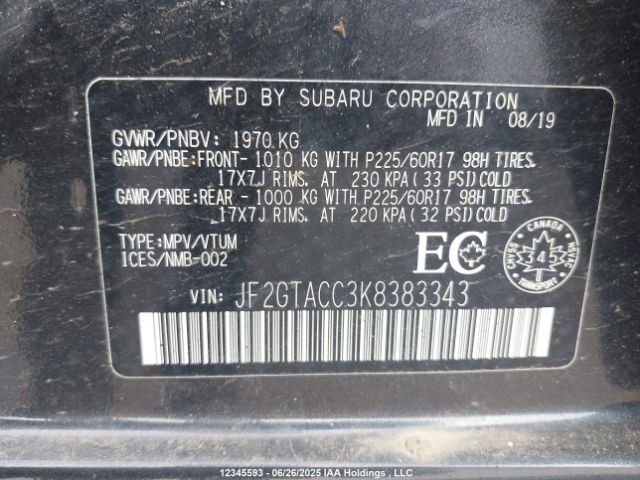 MFD BY SUBARU CORPORATION
MFD IN 08/19
GVWR/PNBV: 1970 KG
GAWR/PNBE:FRONT- 1010 KG WITH P225/60R17 98H TIRES.
17X7J RIMS. AT 230 KPA ( 33 PSI ) COLD
GAWR/PNBE:REAR - 1000 KG WITH P225/60R17 98H TIRES.
17X7J RIMS. AT 220 KPA ( 32 PSI ) COLD
TYPE:MPV/VTUM
ICES/NMB-002
EC
CANADA
345
TRANSPORT
VIN: JF2GTACC3K8383343
12345593 - 06/26/2025 IAA Holdings , LLC